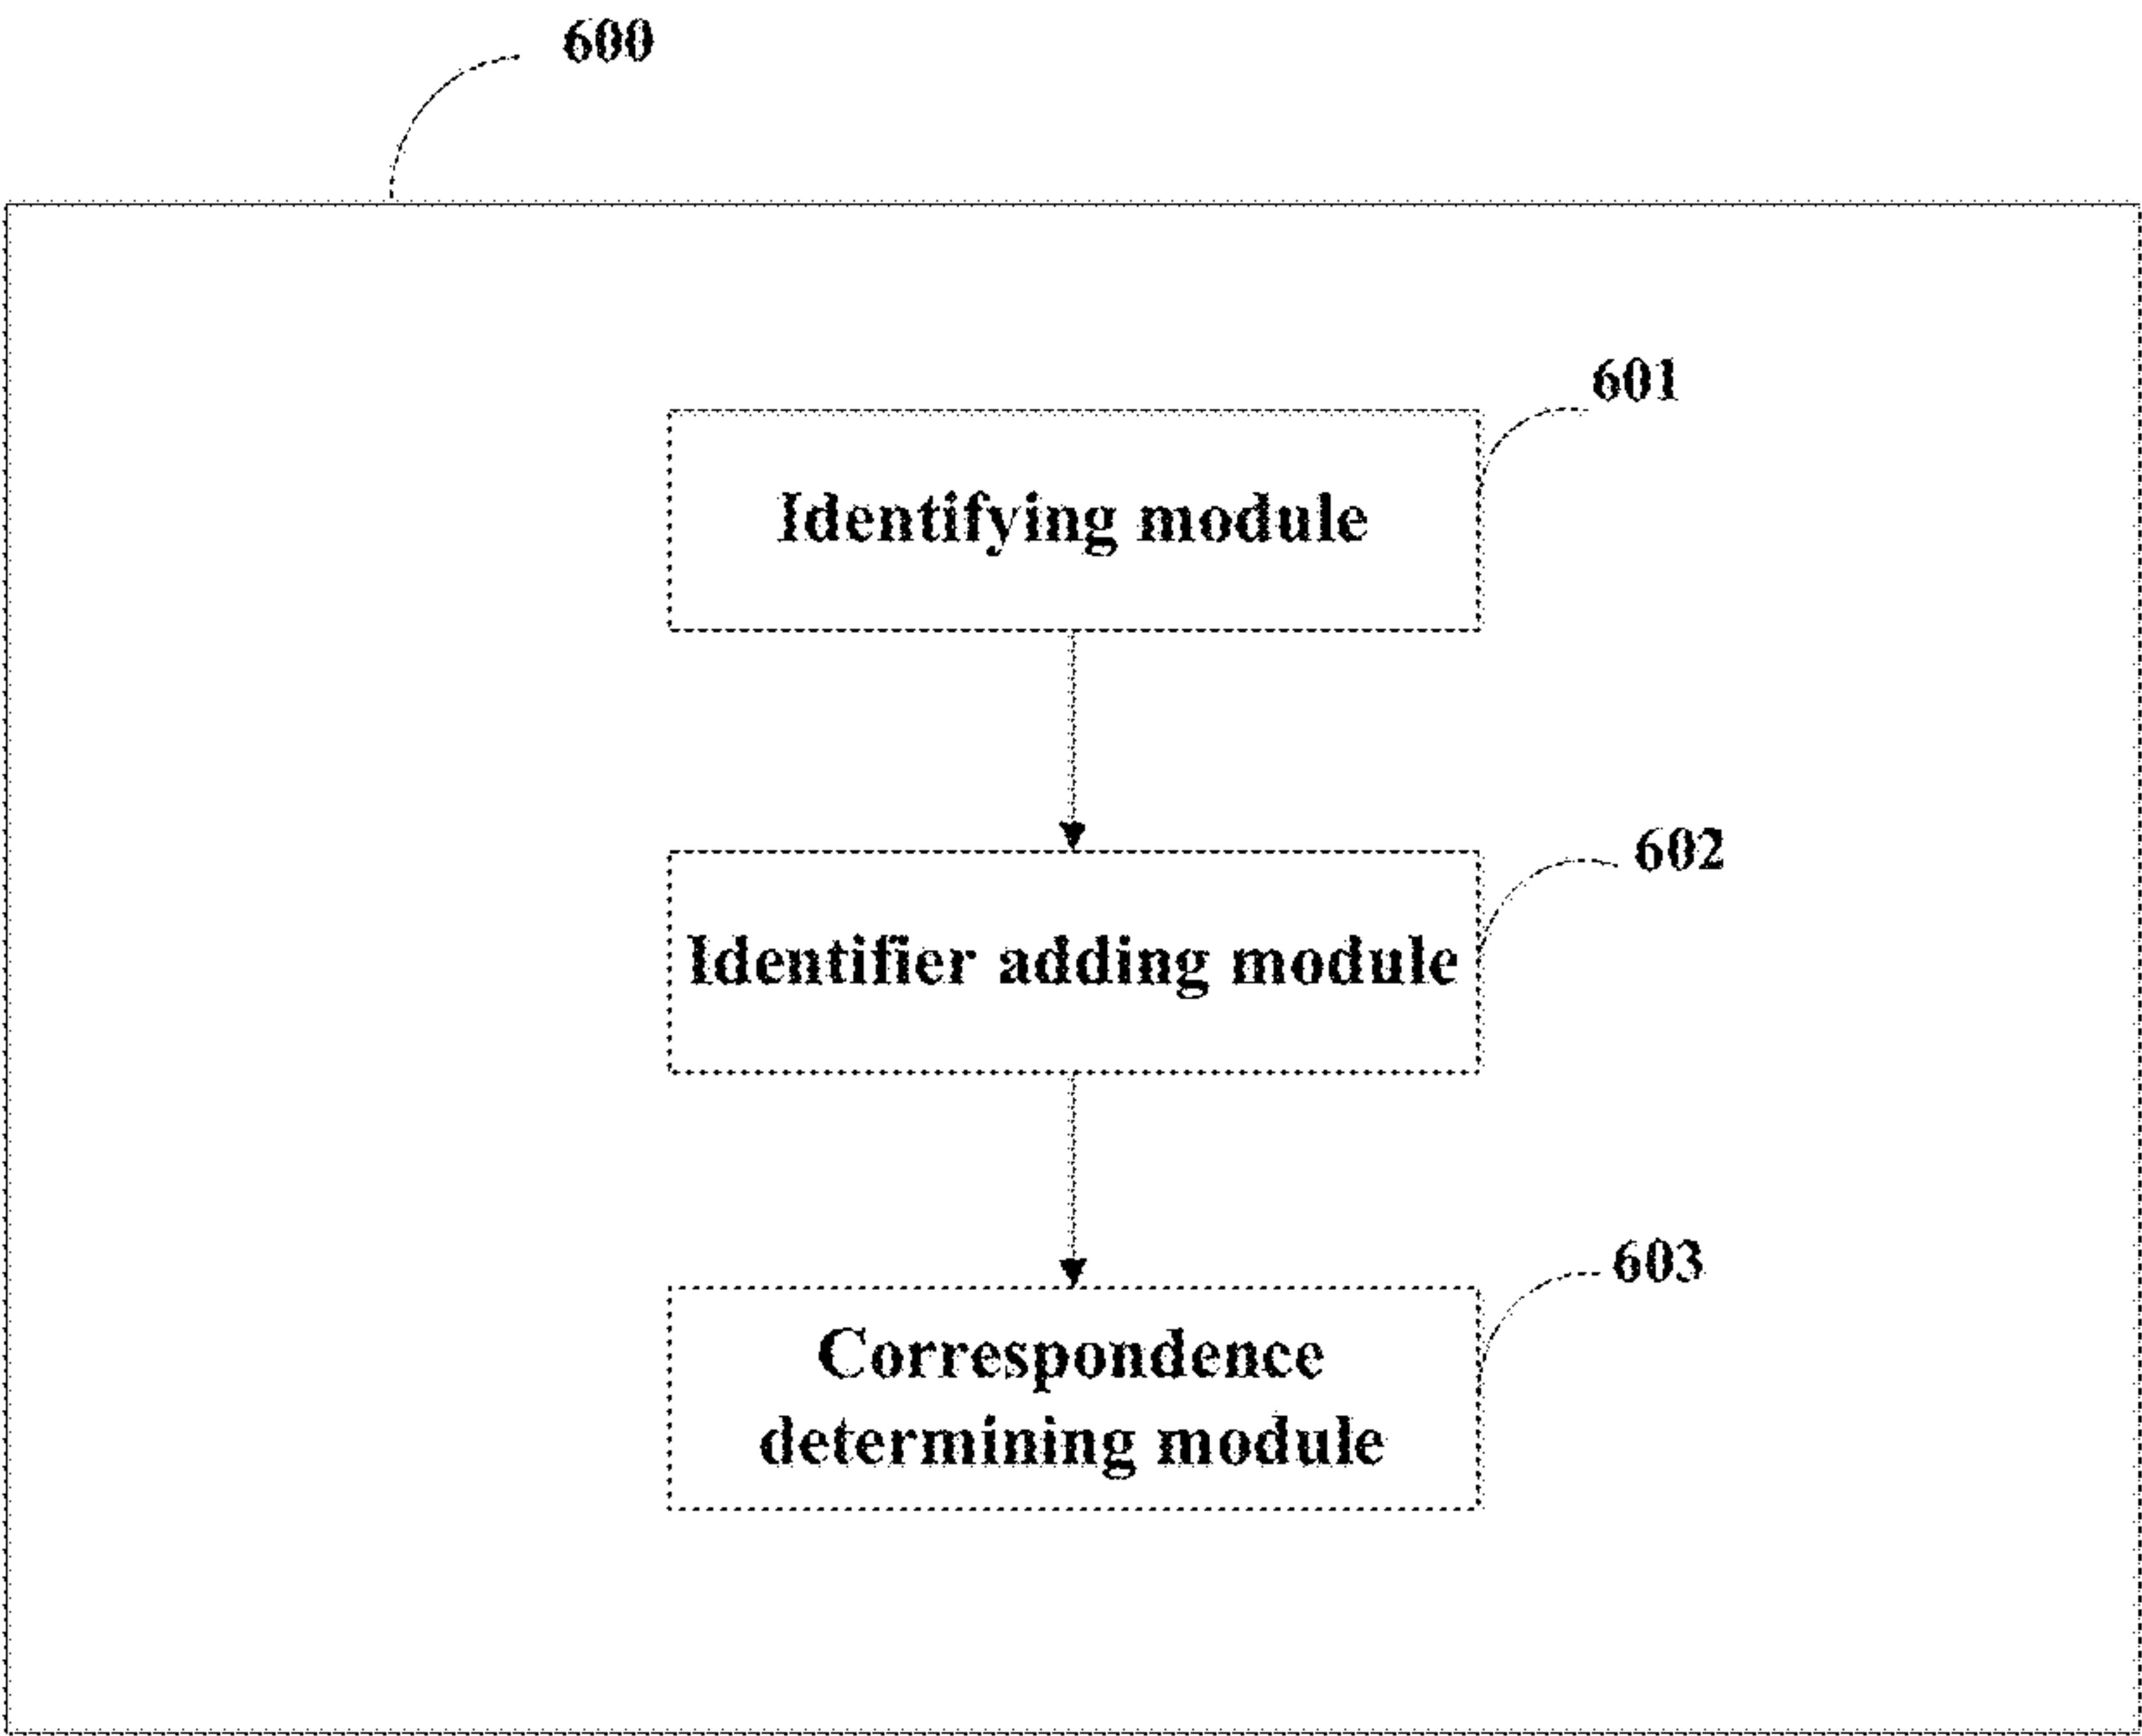 600
601
Identifying module
602
Identifier adding module
603
Correspondence
determining module